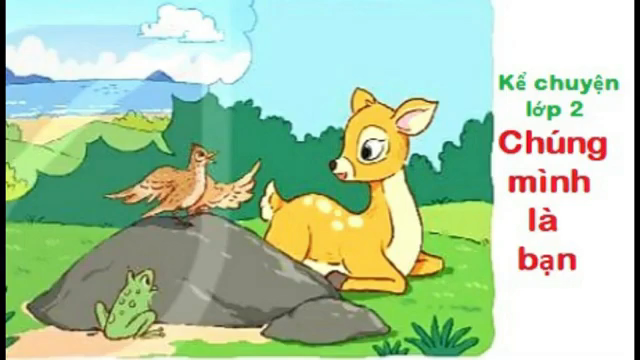 Kể chuyện
lớp 2
Chúng
mình
là
bạn